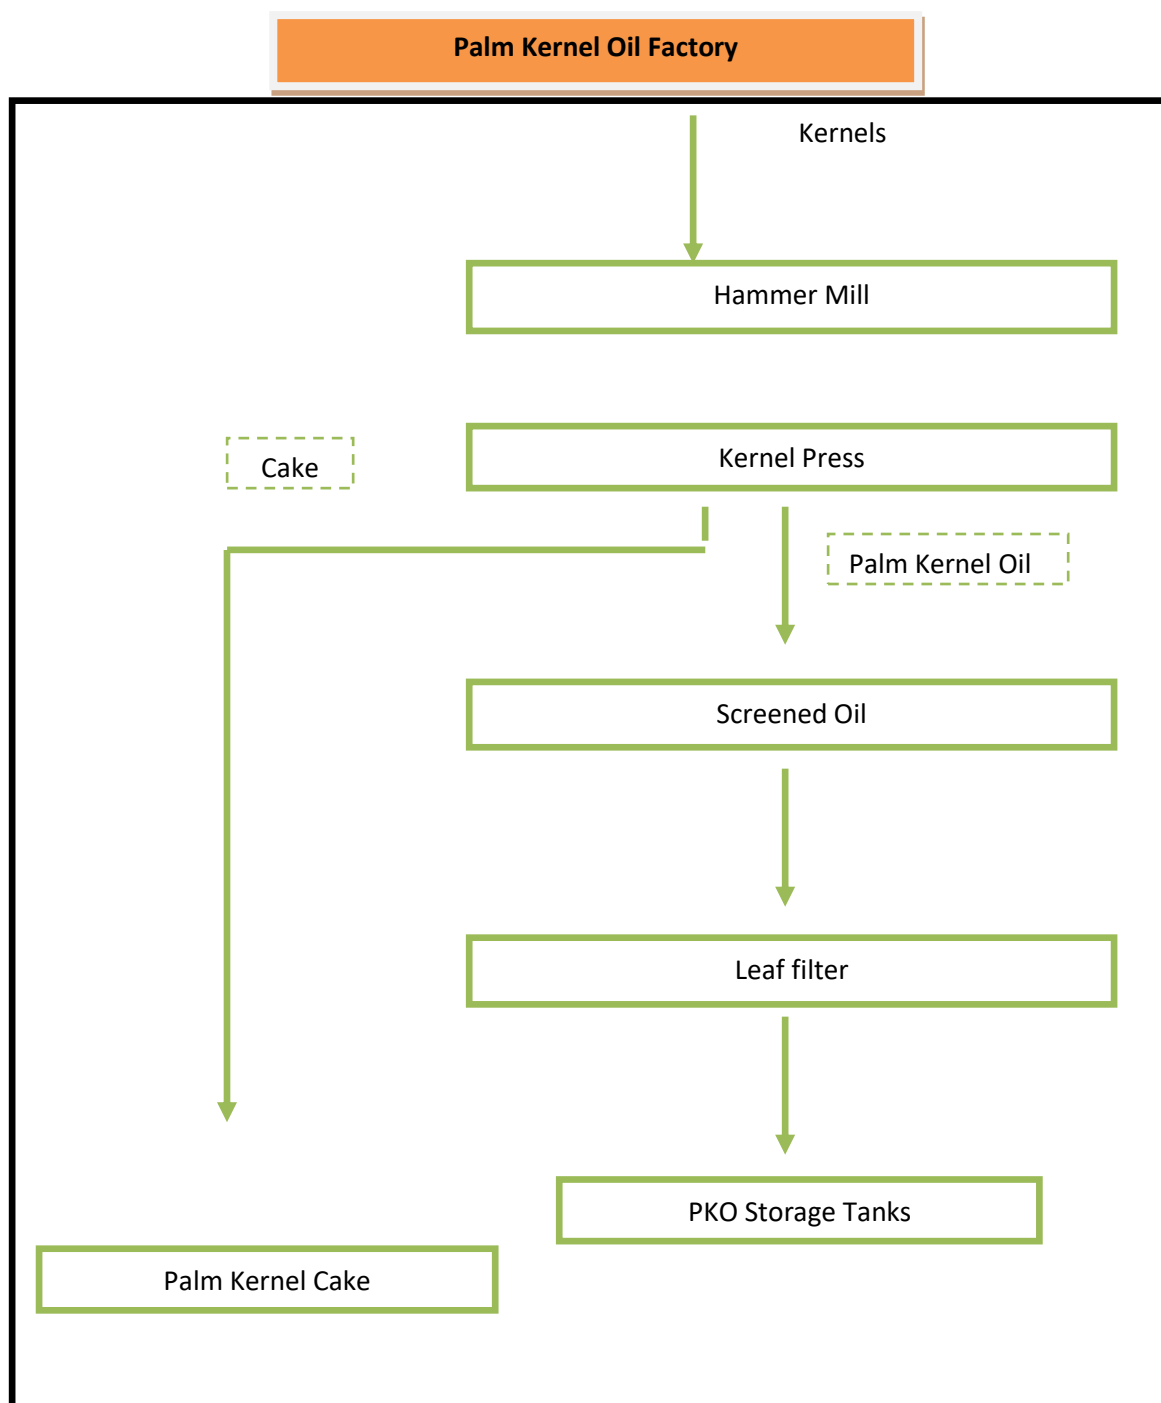 Palm Kernel Oil Factory
Kernels
Hammer Mill
Kernel Press
Cake
Palm Kernel Oil
Screened Oil
Leaf filter
PKO Storage Tanks
Palm Kernel Cake